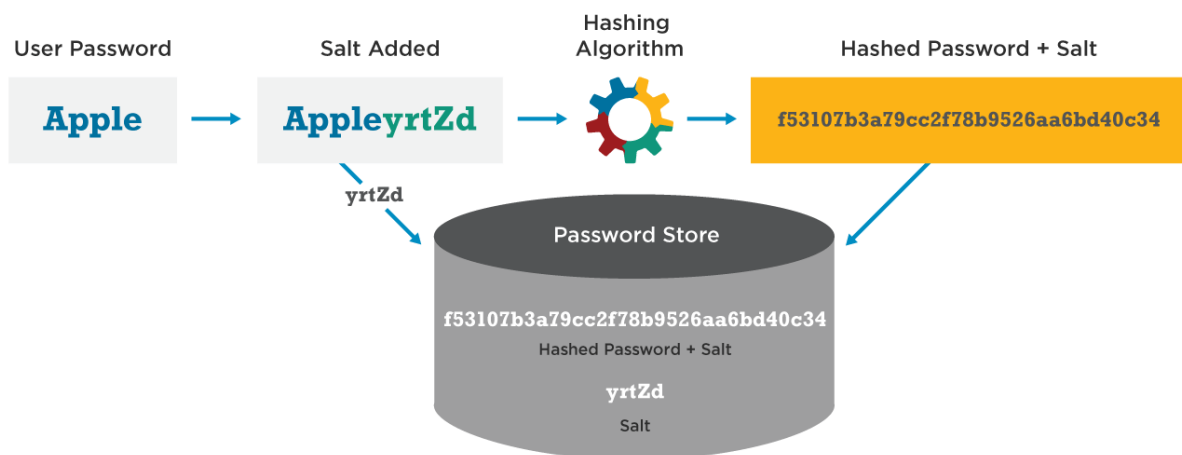 User Password
Salt Added
Hashing
Algorithm
Hashed Password + Salt
Apple
AppleyrtZd
f53107b3a79cc2f78b9526aa6bd40c34
yrtZd
Password Store
f53107b3a79cc2f78b9526aa6bd40c34
Hashed Password + Salt
yrtZd
Salt